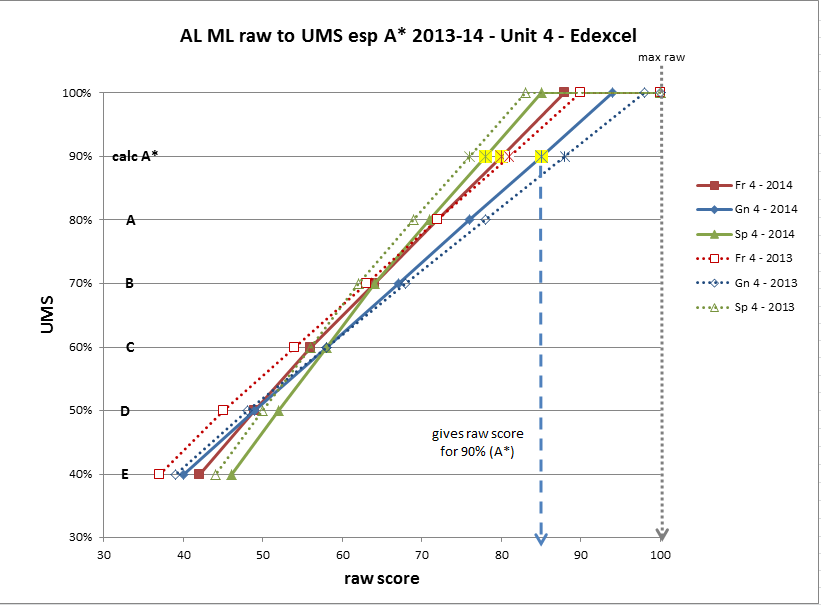 AL ML raw to UMS esp A* 2013-14 - Unit 4 - Edexcel
max raw
100%
90%
calc A*
80%
A
70%
B
60%
C
50%
D
40%
E
30%
UMS
gives raw score
for 90% (A*)
Fr 4 - 2014
Gn 4 - 2014
Sp 4 - 2014
Fr 4 - 2013
Gn 4 - 2013
Sp 4 - 2013
30 40 50 60 70 80 90 100
raw score